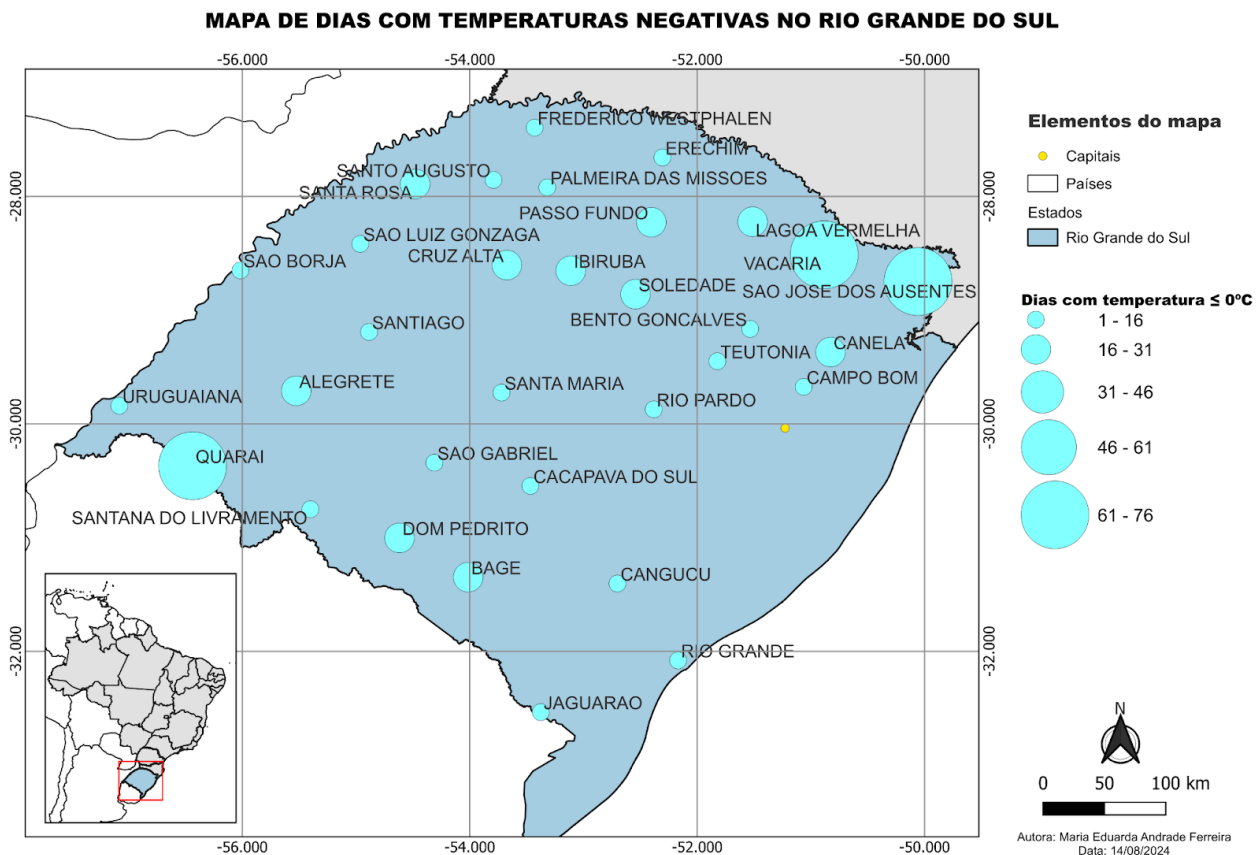 MAPA DE DIAS COM TEMPERATURAS NEGATIVAS NO RIO GRANDE DO SUL
-56.000 -54.000 -52.000 -50.000
FREDERICO WESTPHALEN
ERECHIM
SANTO AUGUSTO
PALMEIRA DAS MISSOES
SANTA ROSA
-28.000 -28.000
PASSO FUNDO
LAGOA VERMELHA
SAO LUIZ GONZAGA
CRUZ ALTA
SAO BORJA
IBIRUBA
VACARIA
SOLEDADE
SAO JOSE DOS AUSENTES
SANTIAGO
BENTO GONCALVES
CANELA
TEUTONIA
ALEGRETE
SANTA MARIA
CAMPO BOM
URUGUAIANA
RIO PARDO
-30.000 -30.000
QUARAI
SAO GABRIEL
CACAPAVA DO SUL
SANTANA DO LIVRAMENTO
DOM PEDRITO
BAGE
CANGUCU
-32.000 -32.000
RIO GRANDE
JAGUARAO
-56.000 -54.000 -52.000 -50.000
Elementos do mapa
Capitais
Países
Estados
Rio Grande do Sul
Dias com temperatura ≤ 0ºC
1 - 16
16 - 31
31 - 46
46 - 61
61 - 76
N
0 50 100 km
Autora: Maria Eduarda Andrade Ferreira
Data: 14/08/2024